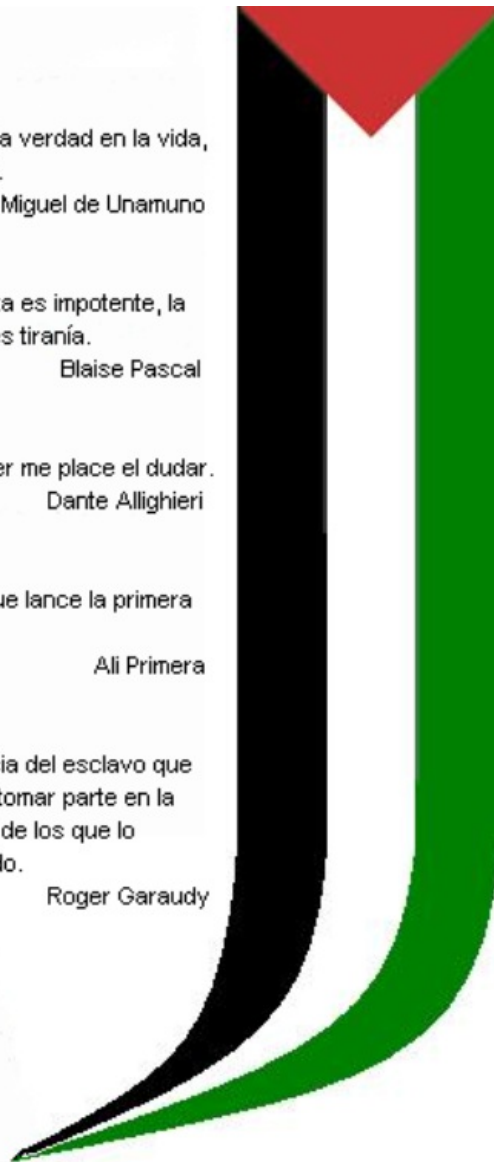 a verdad en la vida,
.
Miguel de Unamuno
a es impotente, la
s tiranía.
Blaise Pascal
er me place el dudar.
Dante Allighieri
ue lance la primera
Ali Primera
cia del esclavo que
tomar parte en la
de los que lo
do.
Roger Garaudy